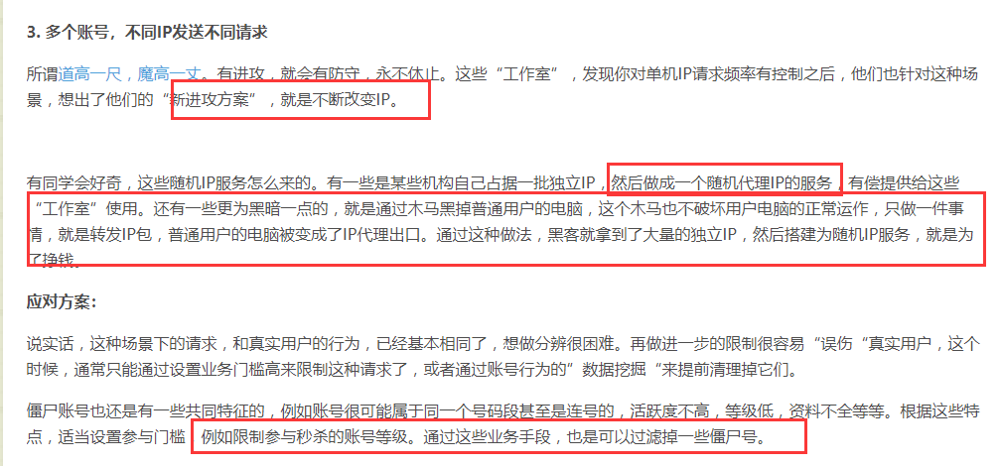 3. 多个账号，不同IP发送不同请求
所谓道高一尺，魔高一丈。有进攻，就会有防守，永不休止。这些“工作室”，发现你对单机IP请求频率有控制之后，他们也针对这种场
景，想出了他们的“新进攻方案”，就是不断改变IP。
有同学会好奇，这些随机IP服务怎么来的。有一些是某些机构自己占据一批独立IP，然后做成一个随机代理IP的服务，有偿提供给这些
“工作室”使用。还有一些更为黑暗一点的，就是通过木马黑掉普通用户的电脑，这个木马也不破坏用户电脑的正常运作，只做一件事
情，就是转发IP包，普通用户的电脑被变成了IP代理出口。通过这种做法，黑客就拿到了大量的独立IP，然后搭建为随机IP服务，就是为
了挣钱。
应对方案：
说实话，这种场景下的请求，和真实用户的行为，已经基本相同了，想做分辨很困难。再做进一步的限制很容易“误伤“真实用户，这个
时候，通常只能通过设置业务门槛高来限制这种请求了，或者通过账号行为的”数据挖掘“来提前清理掉它们。
僵尸账号也还是有一些共同特征的，例如账号很可能属于同一个号码段甚至是连号的，活跃度不高，等级低，资料不全等等。根据这些特
点，适当设置参与门槛，例如限制参与秒杀的账号等级。通过这些业务手段，也是可以过滤掉一些僵尸号。